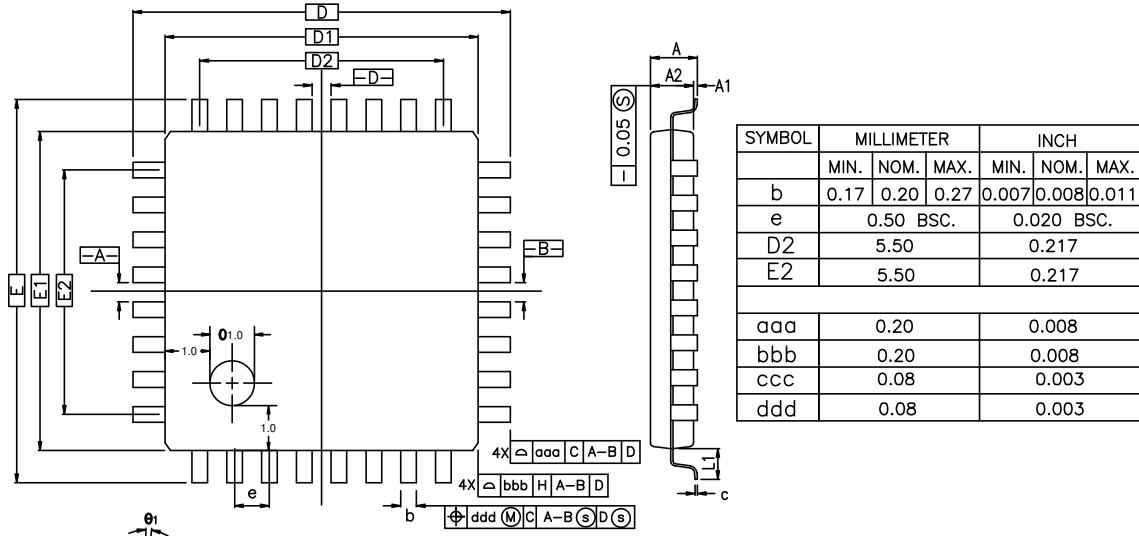 D
D1
D2
-D-
A
A2
A1
0.05 Ⓢ
E
E1
E2
-A-
-B-
1.0
1.0
1.0
4X ⌓ aaa C A-B D
4X ⌓ bbb H A-B D
⌖ ddd Ⓜ C A-B Ⓢ D Ⓢ
e
b
L1
c
θ1
SYMBOL MILLIMETER INCH
MIN. NOM. MAX. MIN. NOM. MAX.
b 0.17 0.20 0.27 0.007 0.008 0.011
e 0.50 BSC. 0.020 BSC.
D2 5.50 0.217
E2 5.50 0.217
aaa 0.20 0.008
bbb 0.20 0.008
ccc 0.08 0.003
ddd 0.08 0.003